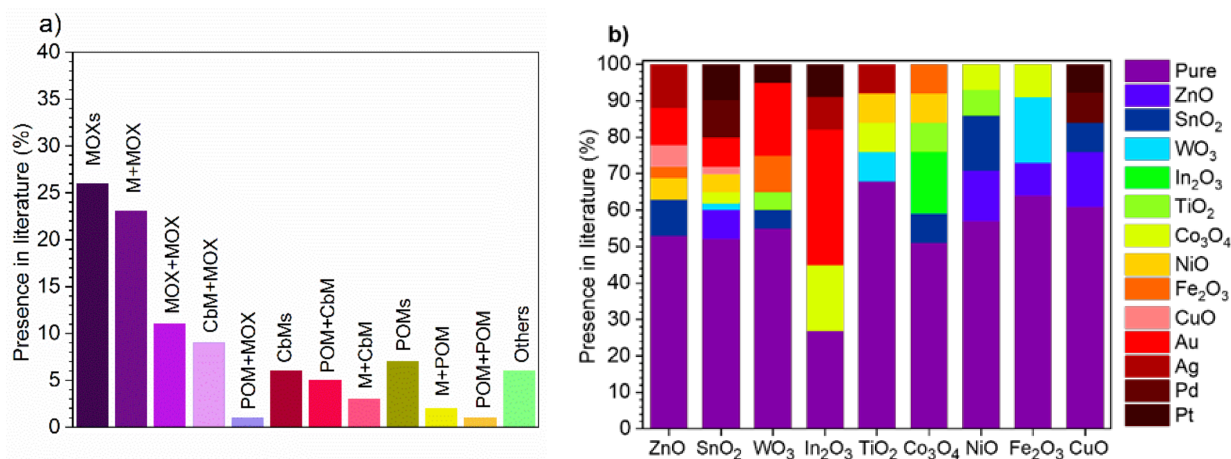 a)
Presence in literature (%)
40
35
30
25
20
15
10
5
0
MOXs
M+MOX
MOX+MOX
CbM+MOX
POM+MOX
CbMs
POM+CbM
M+CbM
POMs
M+POM
POM+POM
Others
b)
Presence in literature (%)
100
90
80
70
60
50
40
30
20
10
0
ZnO SnO₂ WO₃ In₂O₃ TiO₂ Co₃O₄ NiO Fe₂O₃ CuO
Pure
ZnO
SnO₂
WO₃
In₂O₃
TiO₂
Co₃O₄
NiO
Fe₂O₃
CuO
Au
Ag
Pd
Pt